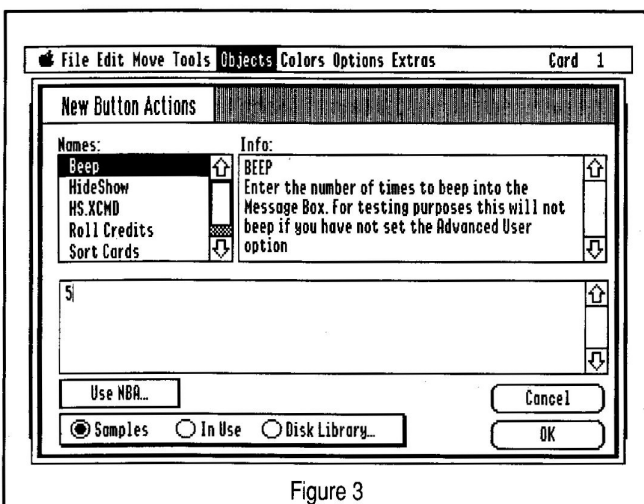 File Edit Move Tools Objects Colors Options Extras Card 1
New Button Actions
Names:
Beep
HideShow
HS.XCMD
Roll Credits
Sort Cards
Info:
BEEP
Enter the number of times to beep into the
Message Box. For testing purposes this will not
beep if you have not set the Advanced User
option
5
Use NBA...
Samples In Use Disk Library...
Cancel
OK
Figure 3